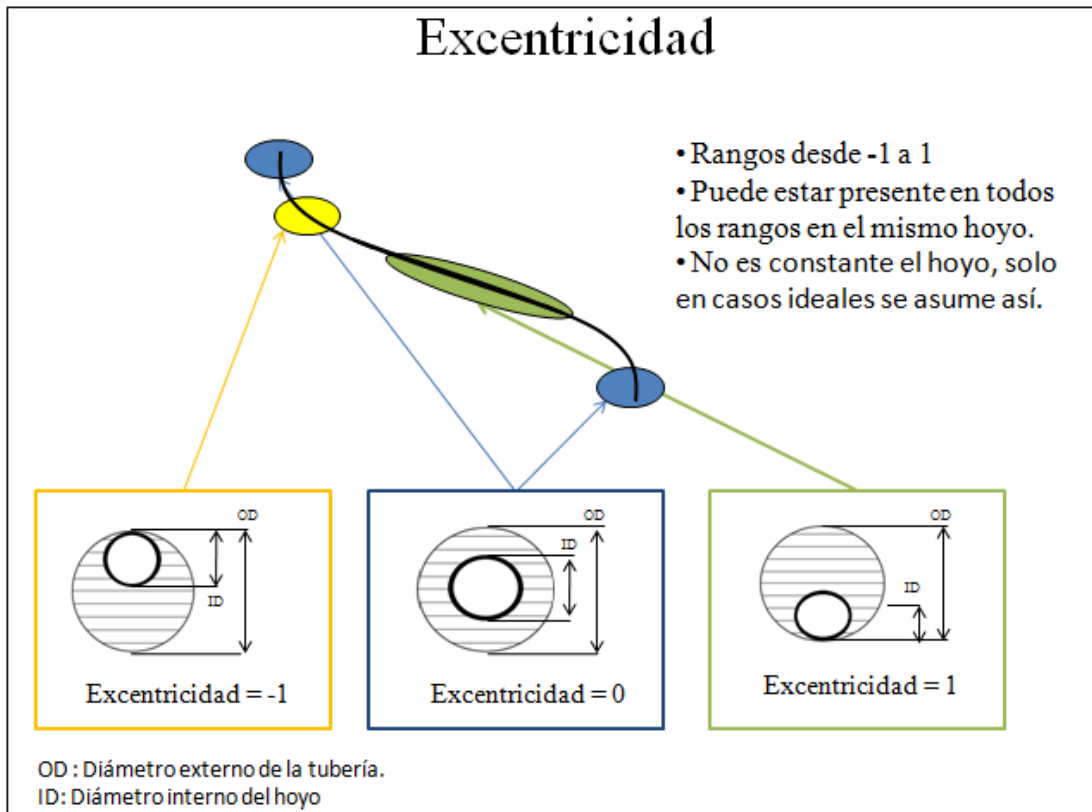 Excentricidad
• Rangos desde -1 a 1
• Puede estar presente en todos
los rangos en el mismo hoyo.
• No es constante el hoyo, solo
en casos ideales se asume así.
OD
ID
Excentricidad = -1
OD
ID
Excentricidad = 0
OD
ID
Excentricidad = 1
OD : Diámetro externo de la tubería.
ID: Diámetro interno del hoyo